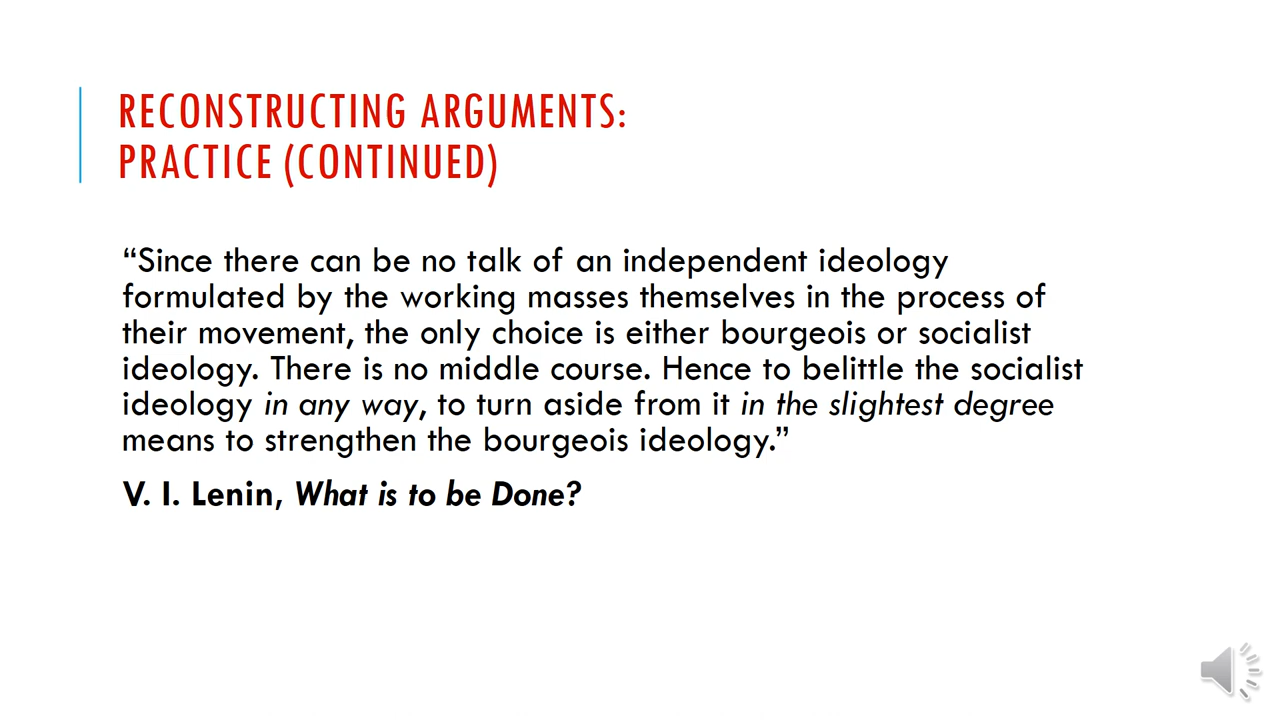 RECONSTRUCTING ARGUMENTS:
PRACTICE (CONTINUED)
“Since there can be no talk of an independent ideology
formulated by the working masses themselves in the process of
their movement, the only choice is either bourgeois or socialist
ideology. There is no middle course. Hence to belittle the socialist
ideology in any way, to turn aside from it in the slightest degree
means to strengthen the bourgeois ideology.”
V. I. Lenin, What is to be Done?